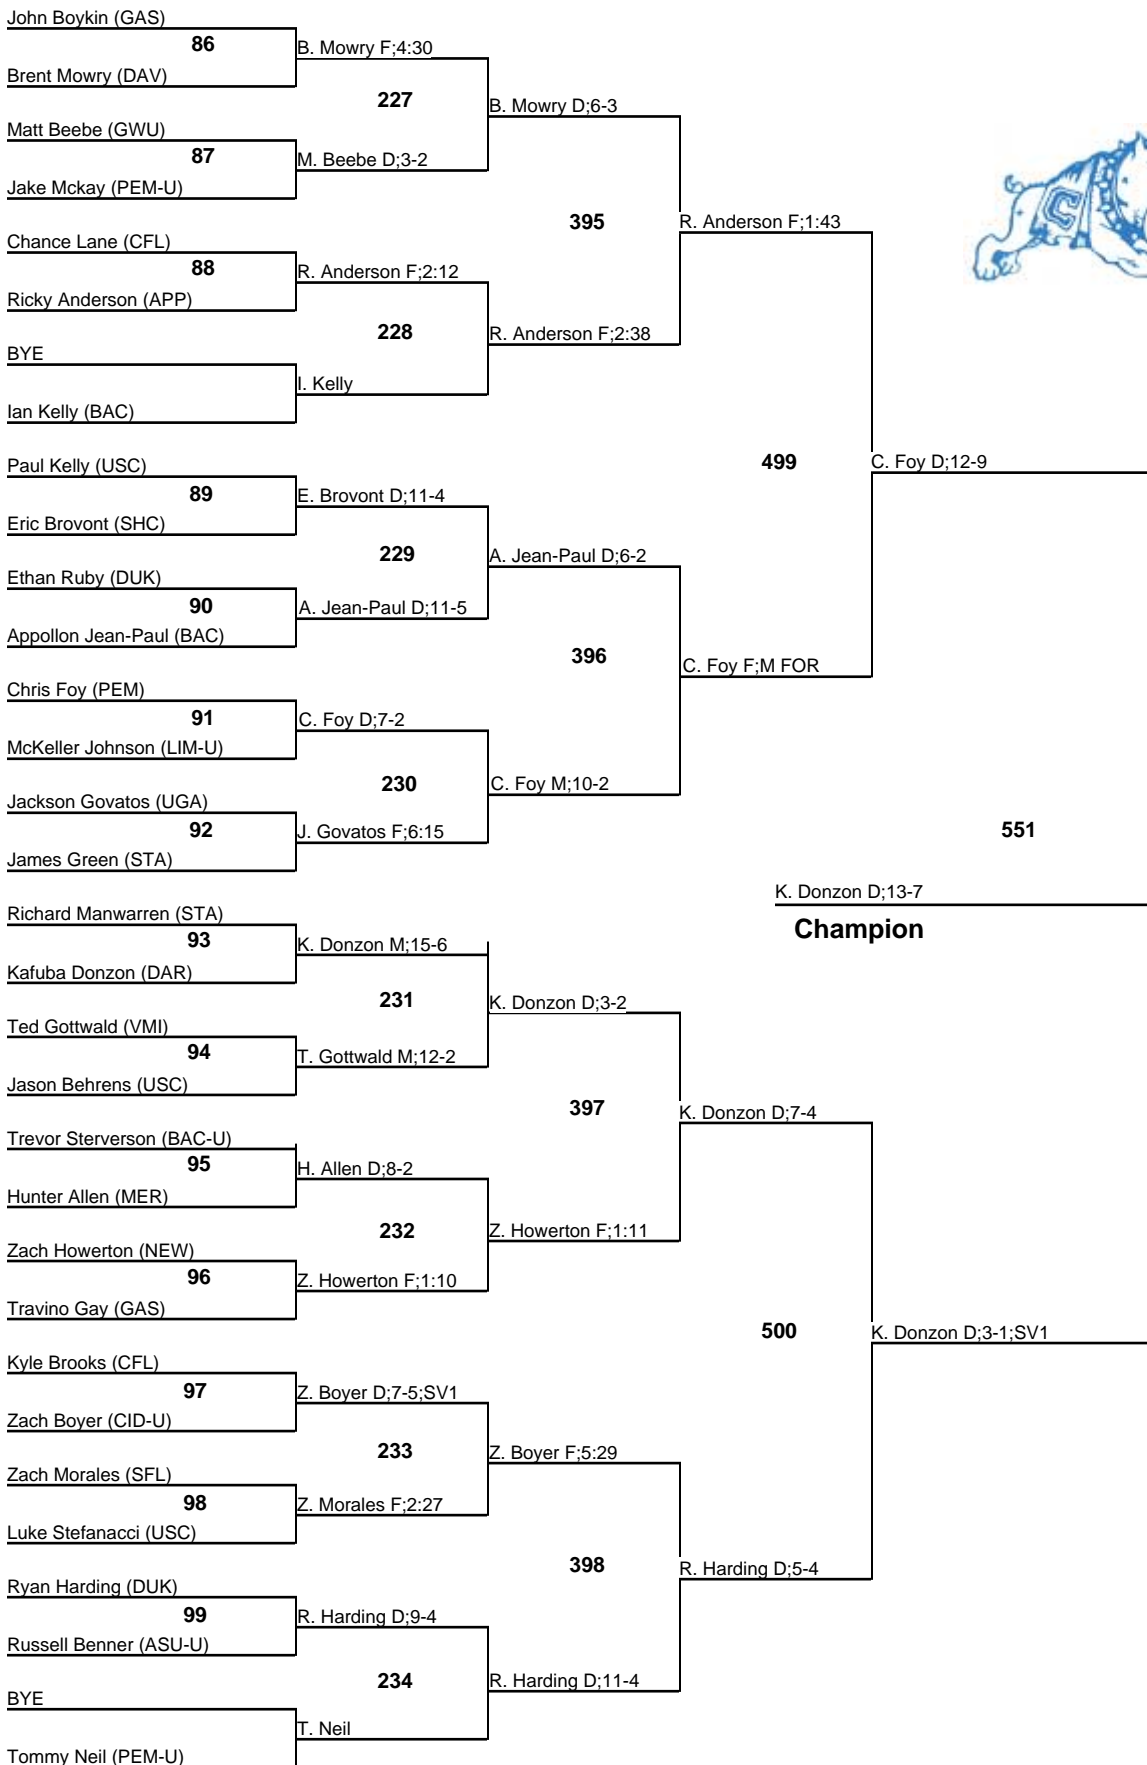 John Boykin (GAS)
86
B. Mowry F;4:30
Brent Mowry (DAV)
227
B. Mowry D;6-3
Matt Beebe (GWU)
87
M. Beebe D;3-2
Jake Mckay (PEM-U)
395
R. Anderson F;1:43
C
Chance Lane (CFL)
88
R. Anderson F;2:12
Ricky Anderson (APP)
228
R. Anderson F;2:38
BYE
I. Kelly
Ian Kelly (BAC)
499
C. Foy D;12-9
Paul Kelly (USC)
89
E. Brovont D;11-4
Eric Brovont (SHC)
229
A. Jean-Paul D;6-2
Ethan Ruby (DUK)
90
A. Jean-Paul D;11-5
Appollon Jean-Paul (BAC)
396
C. Foy F;M FOR
Chris Foy (PEM)
91
C. Foy D;7-2
McKeller Johnson (LIM-U)
230
C. Foy M;10-2
Jackson Govatos (UGA)
92
J. Govatos F;6:15
James Green (STA)
551
K. Donzon D;13-7
Champion
Richard Manwarren (STA)
93
K. Donzon M;15-6
Kafuba Donzon (DAR)
231
K. Donzon D;3-2
Ted Gottwald (VMI)
94
T. Gottwald M;12-2
Jason Behrens (USC)
397
K. Donzon D;7-4
Trevor Sterverson (BAC-U)
95
H. Allen D;8-2
Hunter Allen (MER)
232
Z. Howerton F;1:11
Zach Howerton (NEW)
96
Z. Howerton F;1:10
Travino Gay (GAS)
500
K. Donzon D;3-1;SV1
Kyle Brooks (CFL)
97
Z. Boyer D;7-5;SV1
Zach Boyer (CID-U)
233
Z. Boyer F;5:29
Zach Morales (SFL)
98
Z. Morales F;2:27
Luke Stefanacci (USC)
398
R. Harding D;5-4
Ryan Harding (DUK)
99
R. Harding D;9-4
Russell Benner (ASU-U)
234
R. Harding D;11-4
BYE
T. Neil
Tommy Neil (PEM-U)